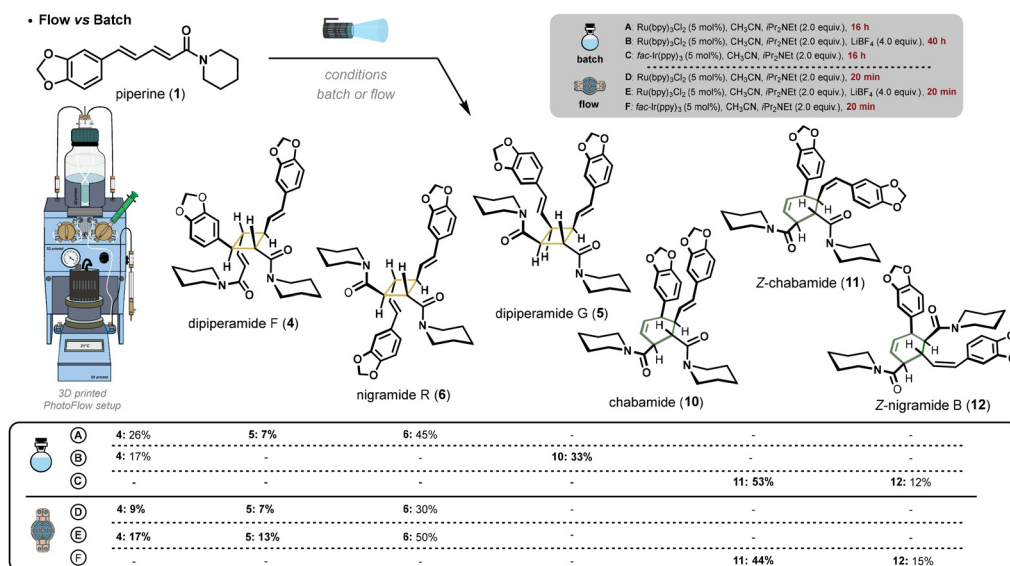 • Flow vs Batch
piperine (1)
conditions
batch or flow
batch
A: Ru(bpy)3Cl2 (5 mol%), CH3CN, iPr2NEt (2.0 equiv.), 16 h
B: Ru(bpy)3Cl2 (5 mol%), CH3CN, iPr2NEt (2.0 equiv.), LiBF4 (4.0 equiv.), 40 h
C: fac-Ir(ppy)3 (5 mol%), CH3CN, iPr2NEt (2.0 equiv.), 16 h
flow
D: Ru(bpy)3Cl2 (5 mol%), CH3CN, iPr2NEt (2.0 equiv.), 20 min
E: Ru(bpy)3Cl2 (5 mol%), CH3CN, iPr2NEt (2.0 equiv.), LiBF4 (4.0 equiv.), 20 min
F: fac-Ir(ppy)3 (5 mol%), CH3CN, iPr2NEt (2.0 equiv.), 20 min
3D printed
PhotoFlow setup
dipiperamide F (4)
nigramide R (6)
dipiperamide G (5)
chabamide (10)
Z-chabamide (11)
Z-nigramide B (12)
A 4: 26% 5: 7% 6: 45% - - -
B 4: 17% - - 10: 33% - -
C - - - - 11: 53% 12: 12%
D 4: 9% 5: 7% 6: 30% - - -
E 4: 17% 5: 13% 6: 50% - - -
F - - - - 11: 44% 12: 15%